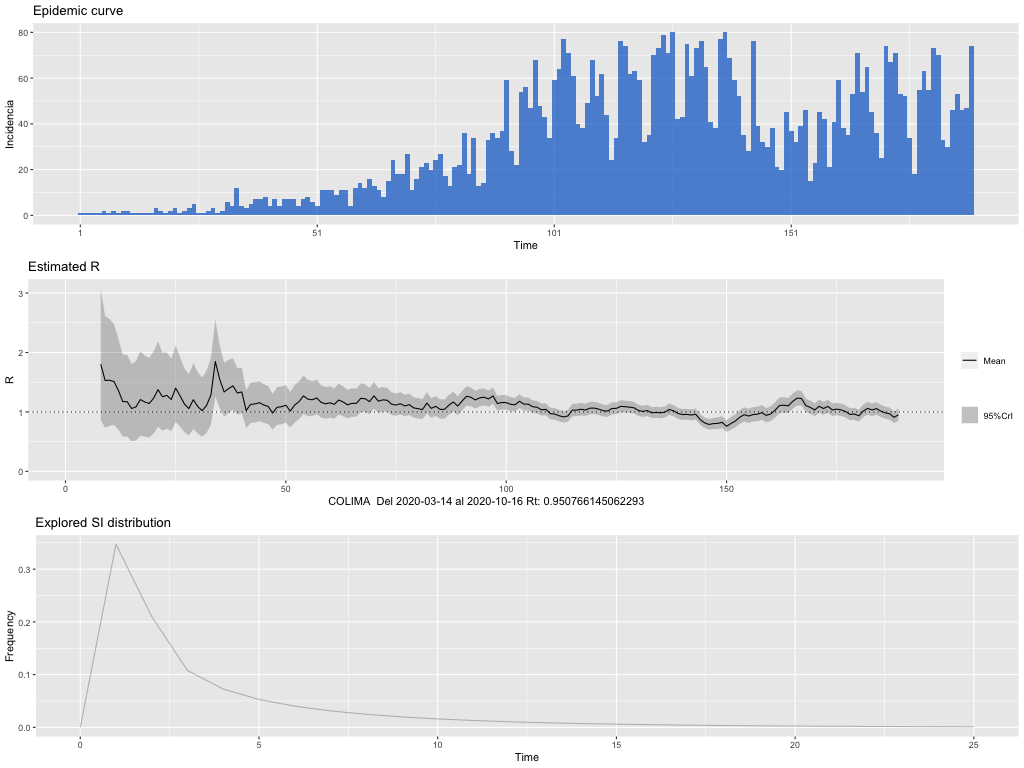 Epidemic curve
Incidencia
80
60
40
20
0
1 51 101 151
Time
Estimated R
R
3
2
1
0
0 50 100 150
COLIMA Del 2020-03-14 al 2020-10-16 Rt: 0.950766145062293
Mean
95%CrI
Explored SI distribution
Frequency
0.3
0.2
0.1
0.0
0 5 10 15 20 25
Time